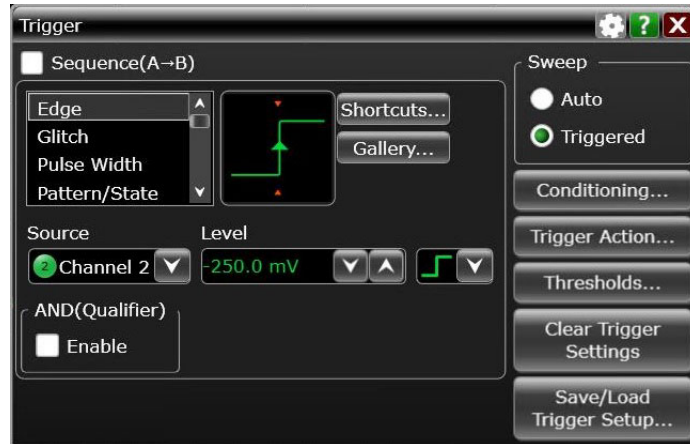 Trigger
?
X
Sequence(A→B)
Edge
Glitch
Pulse Width
Pattern/State
Shortcuts...
Gallery...
Source
Level
2
Channel 2
-250.0 mV
AND(Qualifier)
Enable
Sweep
Auto
Triggered
Conditioning...
Trigger Action...
Thresholds...
Clear Trigger
Settings
Save/Load
Trigger Setup...